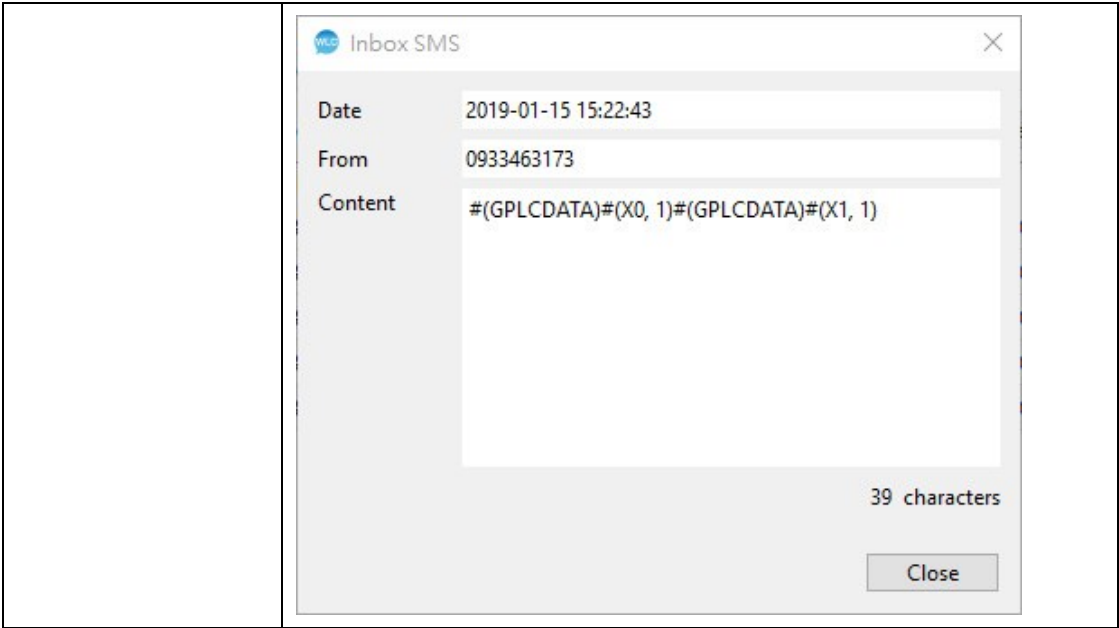 WLC Inbox SMS
Date 2019-01-15 15:22:43
From 0933463173
Content #(GPLCDATA)#(X0, 1)#(GPLCDATA)#(X1, 1)
39 characters
Close